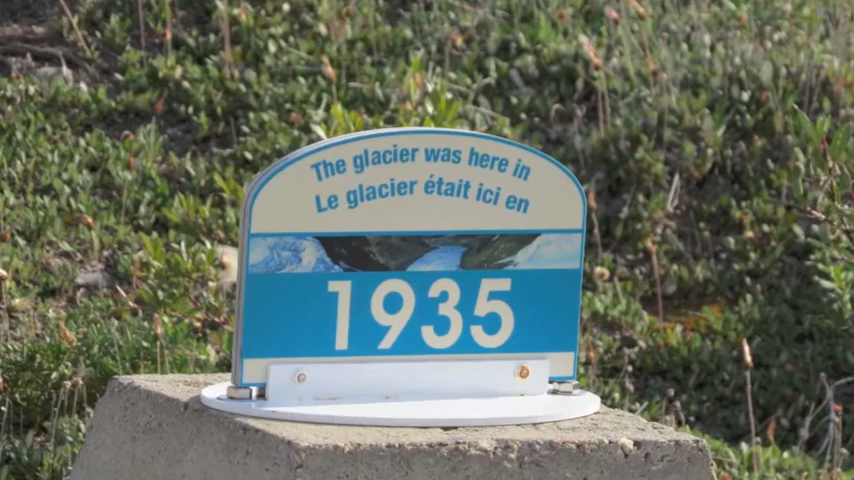 The glacier was here in
Le glacier était ici en
1935